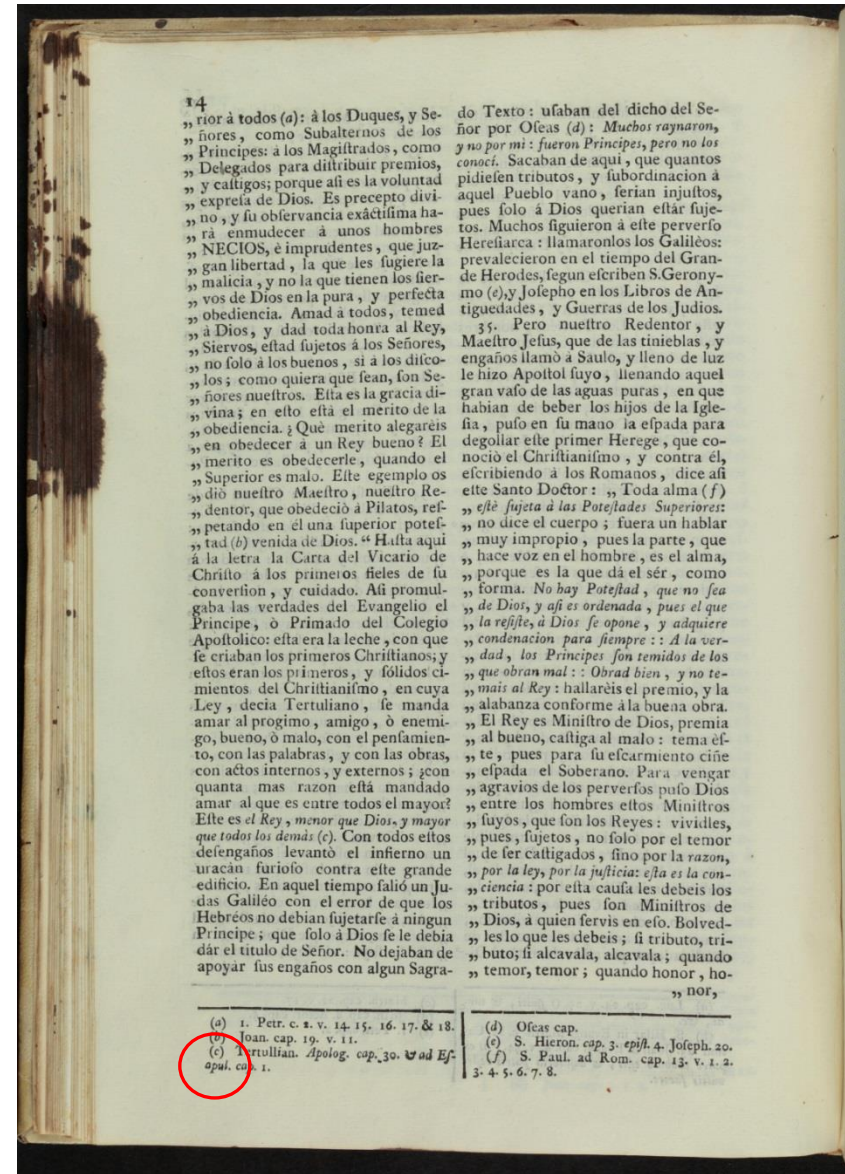 14
„ rior à todos (a): à los Duques, y Se-
„ ñores, como Subalternos de los
„ Principes: á los Magiſtrados, como
„ Delegados para diſtribuir premios,
„ y caſtigos; porque aſi es la voluntad
„ expreſa de Dios. Es precepto divi-
„ no, y ſu obſervancia exâctiſima ha-
„ rà enmudecer á unos hombres
„ NECIOS, è imprudentes, que juz-
„ gan libertad, la que les ſugiere la
„ malicia, y no la que tienen los ſier-
„ vos de Dios en la pura, y perfecta
„ obediencia. Amad à todos, temed
„ à Dios, y dad toda honra al Rey,
„ Siervos, eſtad ſujetos á los Señores,
„ no ſolo à los buenos, si á los diſco-
„ los; como quiera que ſean, ſon Se-
„ ñores nueſtros. Eſta es la gracia di-
„ vina; en eſto eſtà el merito de la
„ obediencia. ¿Què merito alegarèis
„ en obedecer à un Rey bueno? El
„ merito es obedecerle, quando el
„ Superior es malo. Eſte egemplo os
„ diò nueſtro Maeſtro, nueſtro Re-
„ dentor, que obedeciò à Pilatos, reſ-
„ petando en él una ſuperior poteſ-
„ tad (b) venida de Dios. “ Haſta aqui
á la letra la Carta del Vicario de
Chriſto á los primeros fieles de ſu
converſion, y cuidado. Aſi promul-
gaba las verdades del Evangelio el
Principe, ò Primado del Colegio
Apoſtolico: eſta era la leche, con que
ſe criaban los primeros Chriſtianos; y
eſtos eran los primeros, y ſólidos ci-
mientos del Chriſtianiſmo, en cuya
Ley, decia Tertuliano, ſe manda
amar al progimo, amigo, ò enemi-
go, bueno, ò malo, con el penſamien-
to, con las palabras, y con las obras,
con actos internos, y externos; ¿con
quanta mas razon eſtá mandado
amar al que es entre todos el mayor?
Eſte es el Rey, menor que Dios, y mayor
que todos los demàs (c). Con todos eſtos
deſengaños levantò el infierno un
uracán furioſo contra eſte grande
edificio. En aquel tiempo ſalió un Ju-
das Galiléo con el error de que los
Hebréos no debian ſujetarſe á ningun
Principe; que ſolo à Dios ſe le debia
dár el titulo de Señor. No dejaban de
apoyar ſus engaños con algun Sagra-
(a) 1. Petr. c. 2. v. 14. 15. 16. 17. & 18.
(b) Joan. cap. 19. v. 11.
(c) Tertullian. Apolog. cap. 30. & ad Eſ-
apul. cap. 1.
do Texto: uſaban del dicho del Se-
ñor por Oſeas (d): Muchos raynaron,
y no por mi: fueron Principes, pero no los
conocí. Sacaban de aqui, que quantos
pidieſen tributos, y ſubordinacion à
aquel Pueblo vano, ſerian injuſtos,
pues ſolo á Dios querian eſtár ſuje-
tos. Muchos ſiguieron á eſte perverſo
Hereſiarca: llamaronlos los Galilèos:
prevalecieron en el tiempo del Gran-
de Herodes, ſegun eſcriben S. Gerony-
mo (e), y Joſepho en los Libros de An-
tiguedades, y Guerras de los Judios.
35. Pero nueſtro Redentor, y
Maeſtro Jeſus, que de las tinieblas, y
engaños llamò à Saulo, y lleno de luz
le hizo Apoſtol ſuyo, llenando aquel
gran vaſo de las aguas puras, en que
habian de beber los hijos de la Igle-
ſia, puſo en ſu mano la eſpada para
degollar eſte primer Herege, que co-
noció el Chriſtianiſmo, y contra él,
eſcribiendo à los Romanos, dice aſi
eſte Santo Doctor: „ Toda alma (f)
„ eſtè ſujeta à las Poteſtades Superiores:
„ no dice el cuerpo; fuera un hablar
„ muy impropio, pues la parte, que
„ hace voz en el hombre, es el alma,
„ porque es la que dá el sér, como
„ forma. No hay Poteſtad, que no ſea
„ de Dios, y aſi es ordenada, pues el que
„ la reſiſte, à Dios ſe opone, y adquiere
„ condenacion para ſiempre :: A la ver-
„ dad, los Principes ſon temidos de los
„ que obran mal :: Obrad bien, y no te-
„ mais al Rey: hallarèis el premio, y la
„ alabanza conforme á la buena obra.
„ El Rey es Miniſtro de Dios, premia
„ al bueno, caſtiga al malo: tema èſ-
„ te, pues para ſu eſcarmiento ciñe
„ eſpada el Soberano. Para vengar
„ agravios de los perverſos puſo Dios
„ entre los hombres eſtos Miniſtros
„ ſuyos, que ſon los Reyes: vividles,
„ pues, ſujetos, no ſolo por el temor
„ de ſer caſtigados, ſino por la razon,
„ por la ley, por la juſticia: eſta es la con-
„ ciencia: por eſta cauſa les debeis los
„ tributos, pues ſon Miniſtros de
„ Dios, à quien ſervis en eſo. Bolved-
„ les lo que les debeis; ſi tributo, tri-
„ buto; ſi alcavala, alcavala; quando
„ temor, temor; quando honor, ho-
„ nor,
(d) Oſeas cap.
(e) S. Hieron. cap. 3. epiſt. 4. Joſeph. 20.
(f) S. Paul. ad Rom. cap. 13. v. 1. 2.
3. 4. 5. 6. 7. 8.